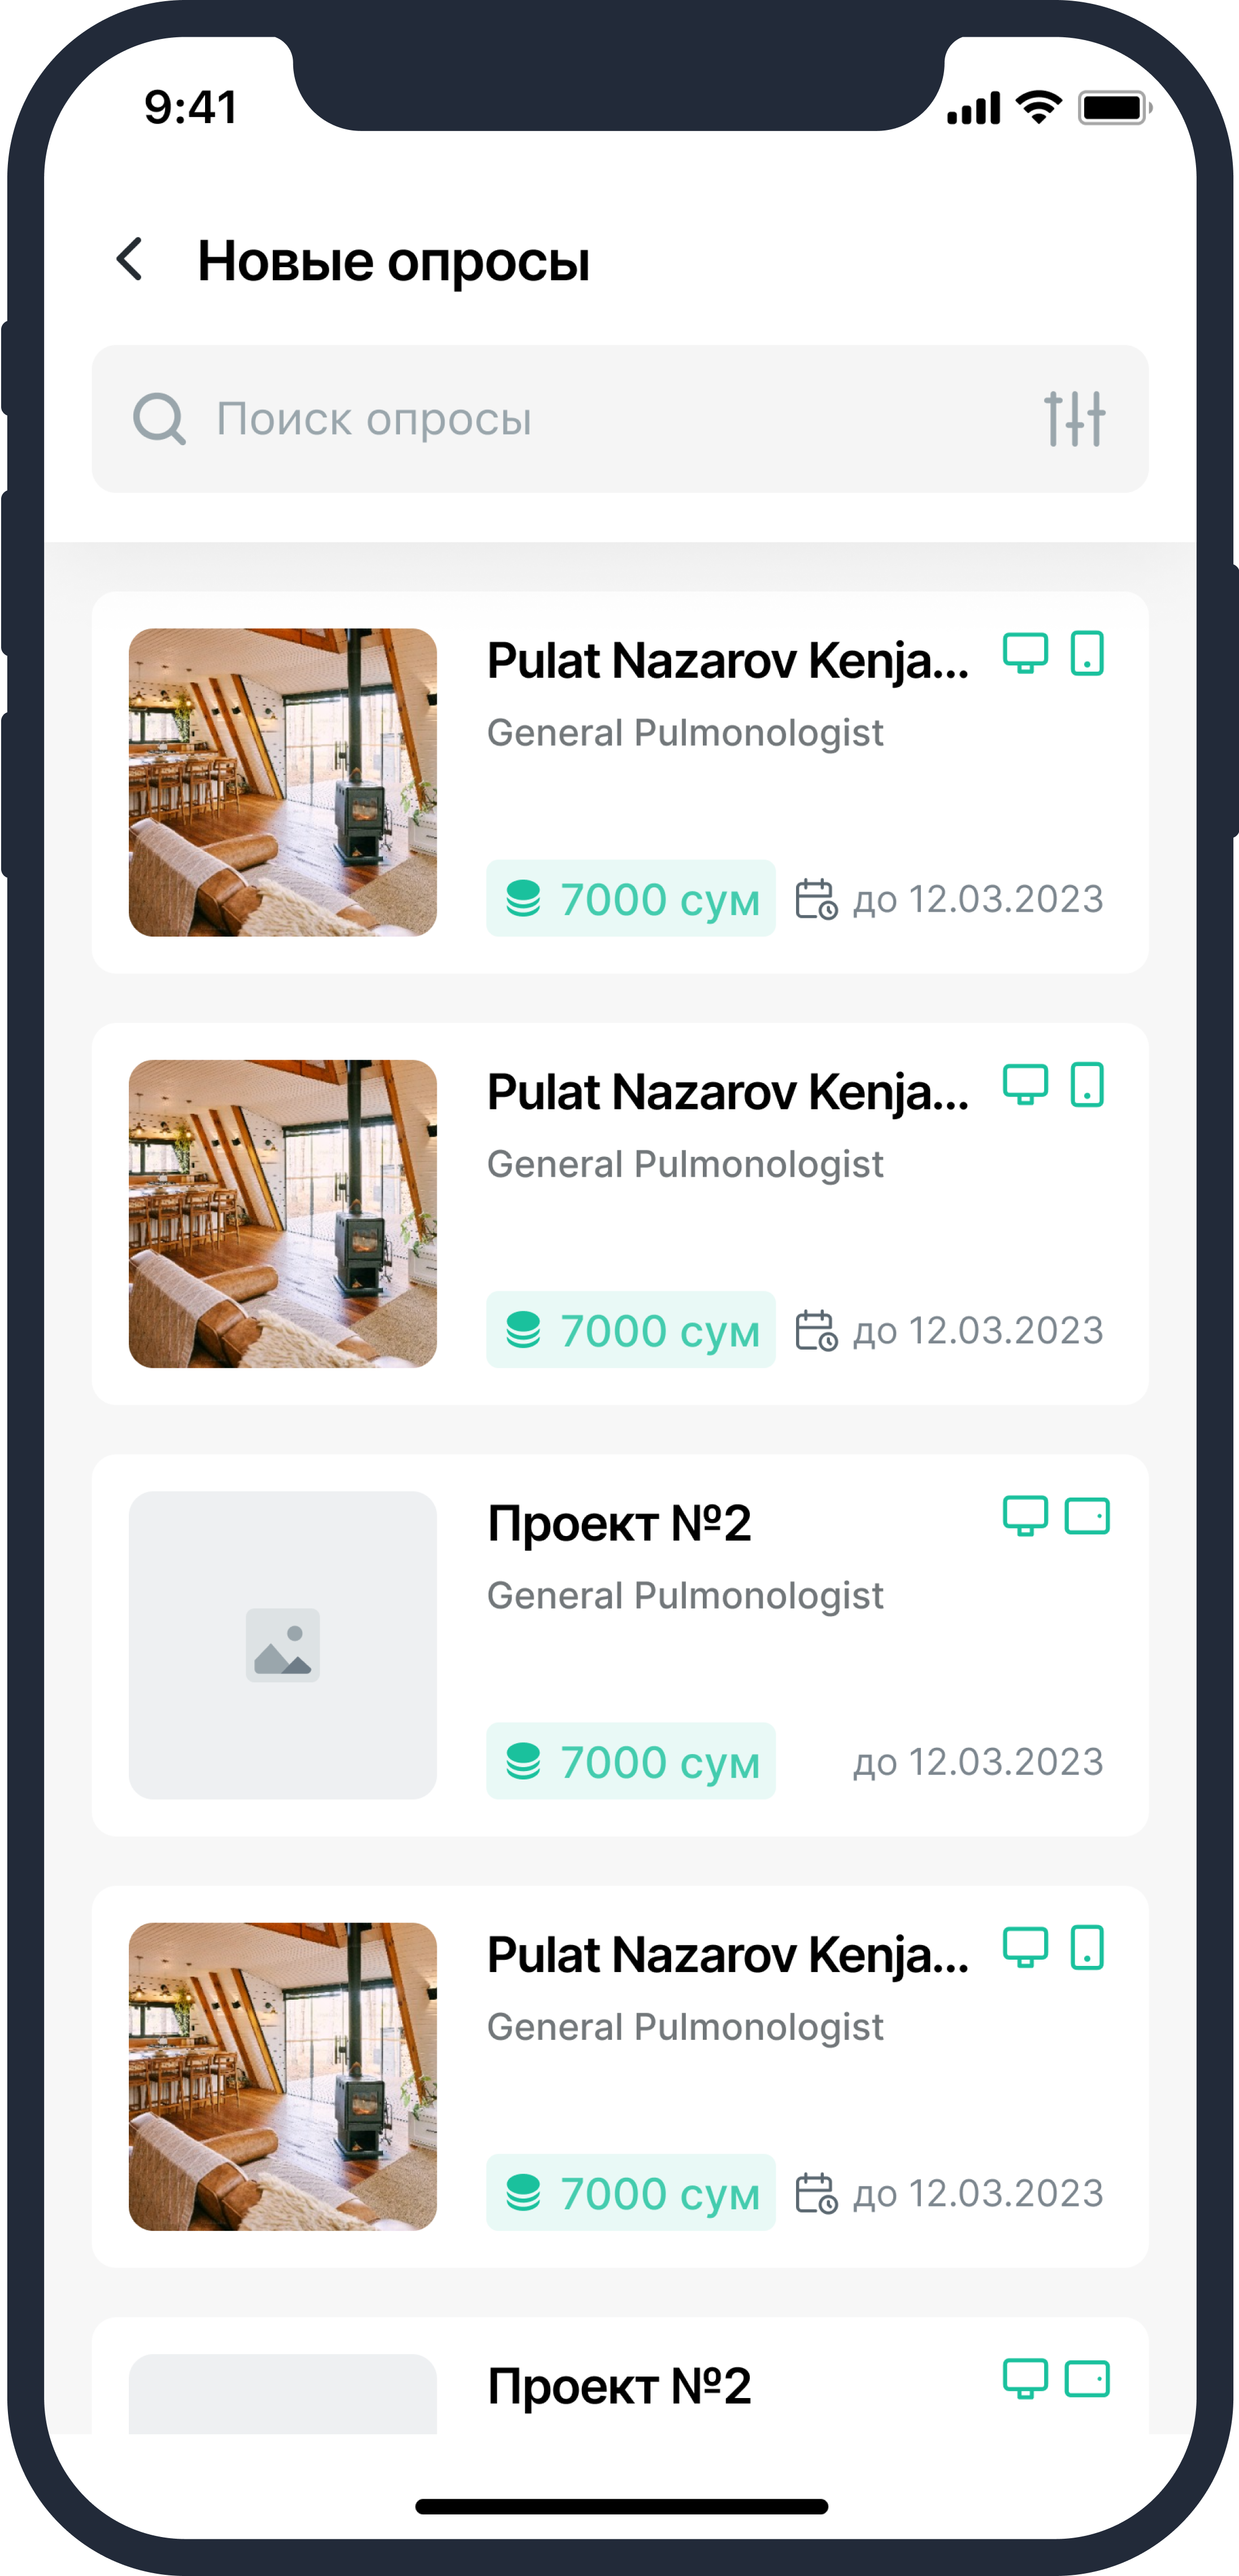 9:41
Новые опросы
Поиск опросы
Pulat Nazarov Kenja...
General Pulmonologist
7000 сум до 12.03.2023
Pulat Nazarov Kenja...
General Pulmonologist
7000 сум до 12.03.2023
Проект №2
General Pulmonologist
7000 сум до 12.03.2023
Pulat Nazarov Kenja...
General Pulmonologist
7000 сум до 12.03.2023
Проект №2